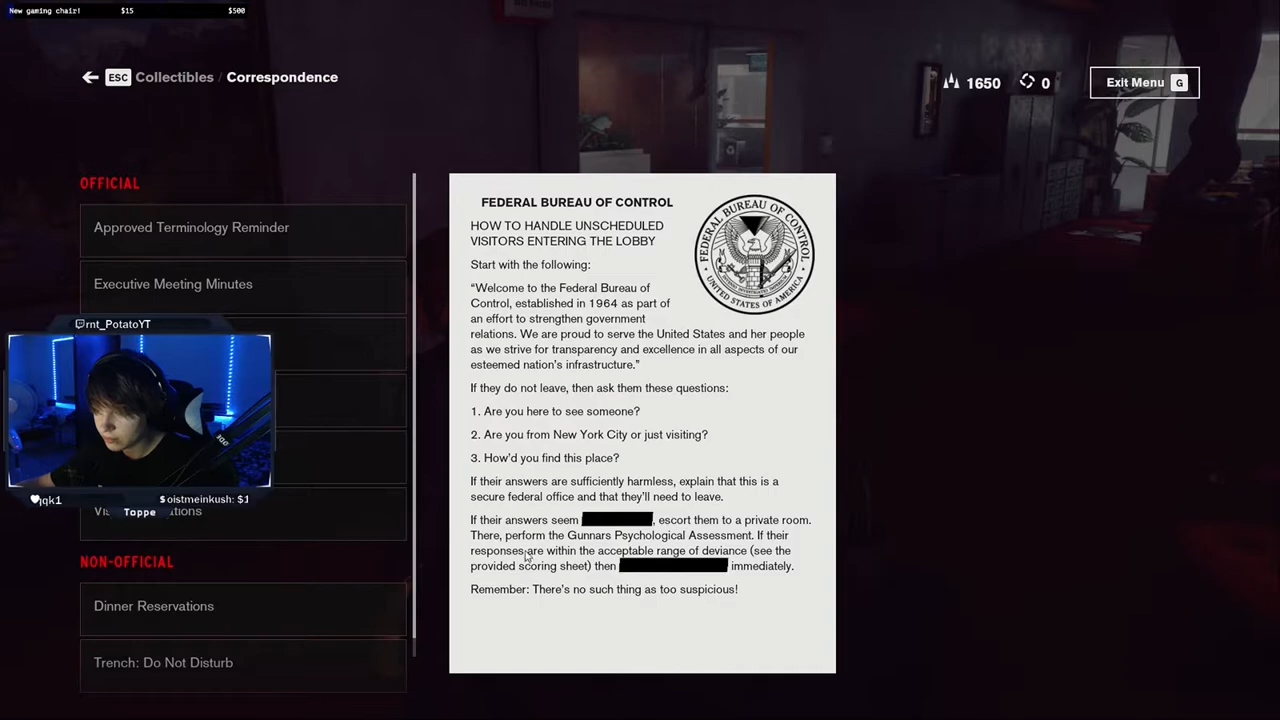 New gaming chair! $15 $500
ESC Collectibles / Correspondence
1650 0 Exit Menu G
OFFICIAL
Approved Terminology Reminder
Executive Meeting Minutes
rnt_PotatoYT
qk1 $ oistmeinkush: $1
Toppe
NON-OFFICIAL
Dinner Reservations
Trench: Do Not Disturb
FEDERAL BUREAU OF CONTROL
HOW TO HANDLE UNSCHEDULED
VISITORS ENTERING THE LOBBY
FEDERAL BUREAU OF CONTROL
UNITED STATES OF AMERICA
Start with the following:
“Welcome to the Federal Bureau of
Control, established in 1964 as part of
an effort to strengthen government
relations. We are proud to serve the United States and her people
as we strive for transparency and excellence in all aspects of our
esteemed nation’s infrastructure.”
If they do not leave, then ask them these questions:
1. Are you here to see someone?
2. Are you from New York City or just visiting?
3. How’d you find this place?
If their answers are sufficiently harmless, explain that this is a
secure federal office and that they’ll need to leave.
If their answers seem , escort them to a private room.
There, perform the Gunnars Psychological Assessment. If their
responses are within the acceptable range of deviance (see the
provided scoring sheet) then immediately.
Remember: There’s no such thing as too suspicious!